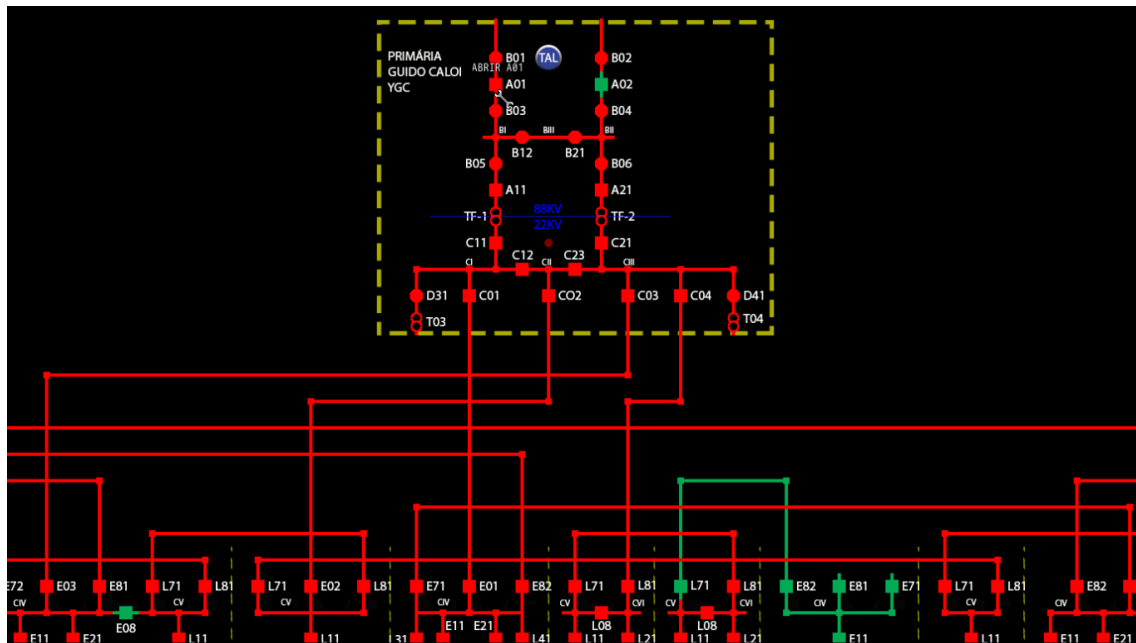 PRIMÁRIA
GUIDO CALOI
YGC
B01
TAL
B02
ABRIR A01
A01
A02
B03
B04
BI
BIII
BII
B12
B21
B05
B06
A11
A21
TF-1
88KV
TF-2
22KV
C11
C21
C12
C23
CI
CII
CIII
D31
C01
CO2
C03
C04
D41
T03
T04
E72
E03
E81
L71
L81
L71
E02
L81
E71
E01
E82
L71
L81
L71
L81
E82
E81
E71
L71
L81
E82
CIV
CV
CV
CIV
CV
CVI
CV
CVI
CIV
CV
CIV
E08
L08
L08
E11
E21
L11
L11
L31
E11
E21
L41
L11
L21
L11
L21
E11
L11
E11
E21